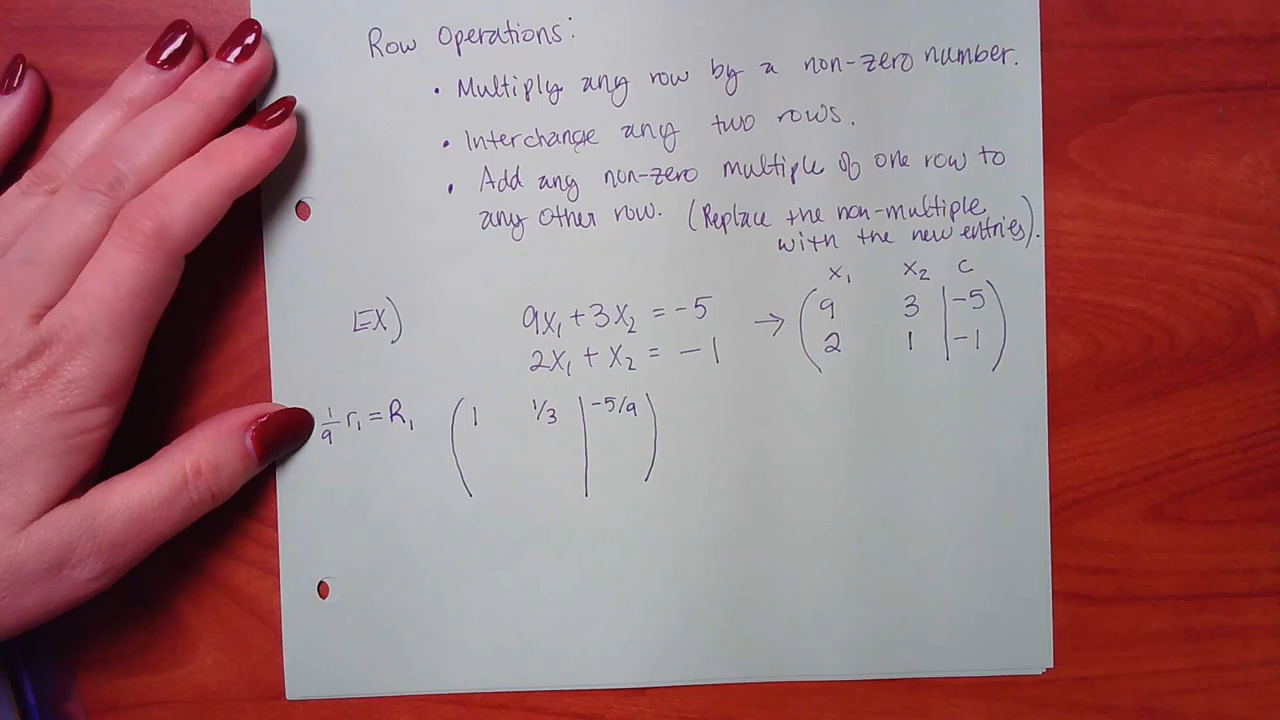 Row Operations:
• Multiply any row by a non-zero number.
• Interchange any two rows.
• Add any non-zero multiple of one row to
any other row. (Replace the non-multiple
with the new entries).
x₁ x₂ C
EX) 9x₁ + 3x₂ = -5 → ( 9 3 | -5 )
2x₁ + x₂ = -1 ( 2 1 | -1 )
1/9 r₁ = R₁ ( 1 1/3 | -5/9 )